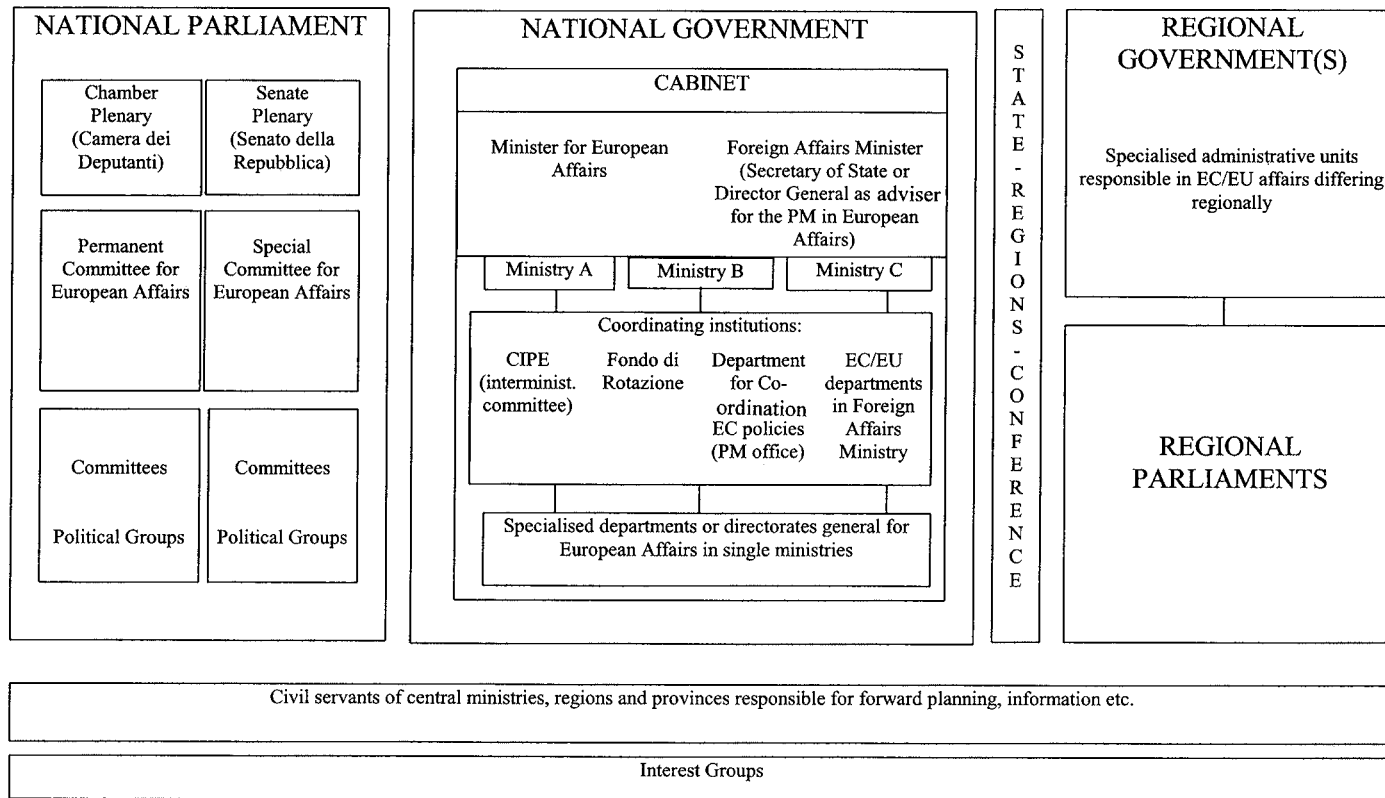 NATIONAL PARLIAMENT
Chamber
Plenary
(Camera dei
Deputanti)
Senate
Plenary
(Senato della
Repubblica)
Permanent
Committee for
European Affairs
Special
Committee for
European Affairs
Committees
Political Groups
Committees
Political Groups
NATIONAL GOVERNMENT
CABINET
Minister for European
Affairs
Foreign Affairs Minister
(Secretary of State or
Director General as adviser
for the PM in European
Affairs)
Ministry A
Ministry B
Ministry C
Coordinating institutions:
CIPE
(interminist.
committee)
Fondo di
Rotazione
Department
for Co-
ordination
EC policies
(PM office)
EC/EU
departments
in Foreign
Affairs
Ministry
Specialised departments or directorates general for
European Affairs in single ministries
STATE-REGIONS-CONFERENCE
REGIONAL
GOVERNMENT(S)
Specialised administrative units
responsible in EC/EU affairs differing
regionally
REGIONAL
PARLIAMENTS
Civil servants of central ministries, regions and provinces responsible for forward planning, information etc.
Interest Groups